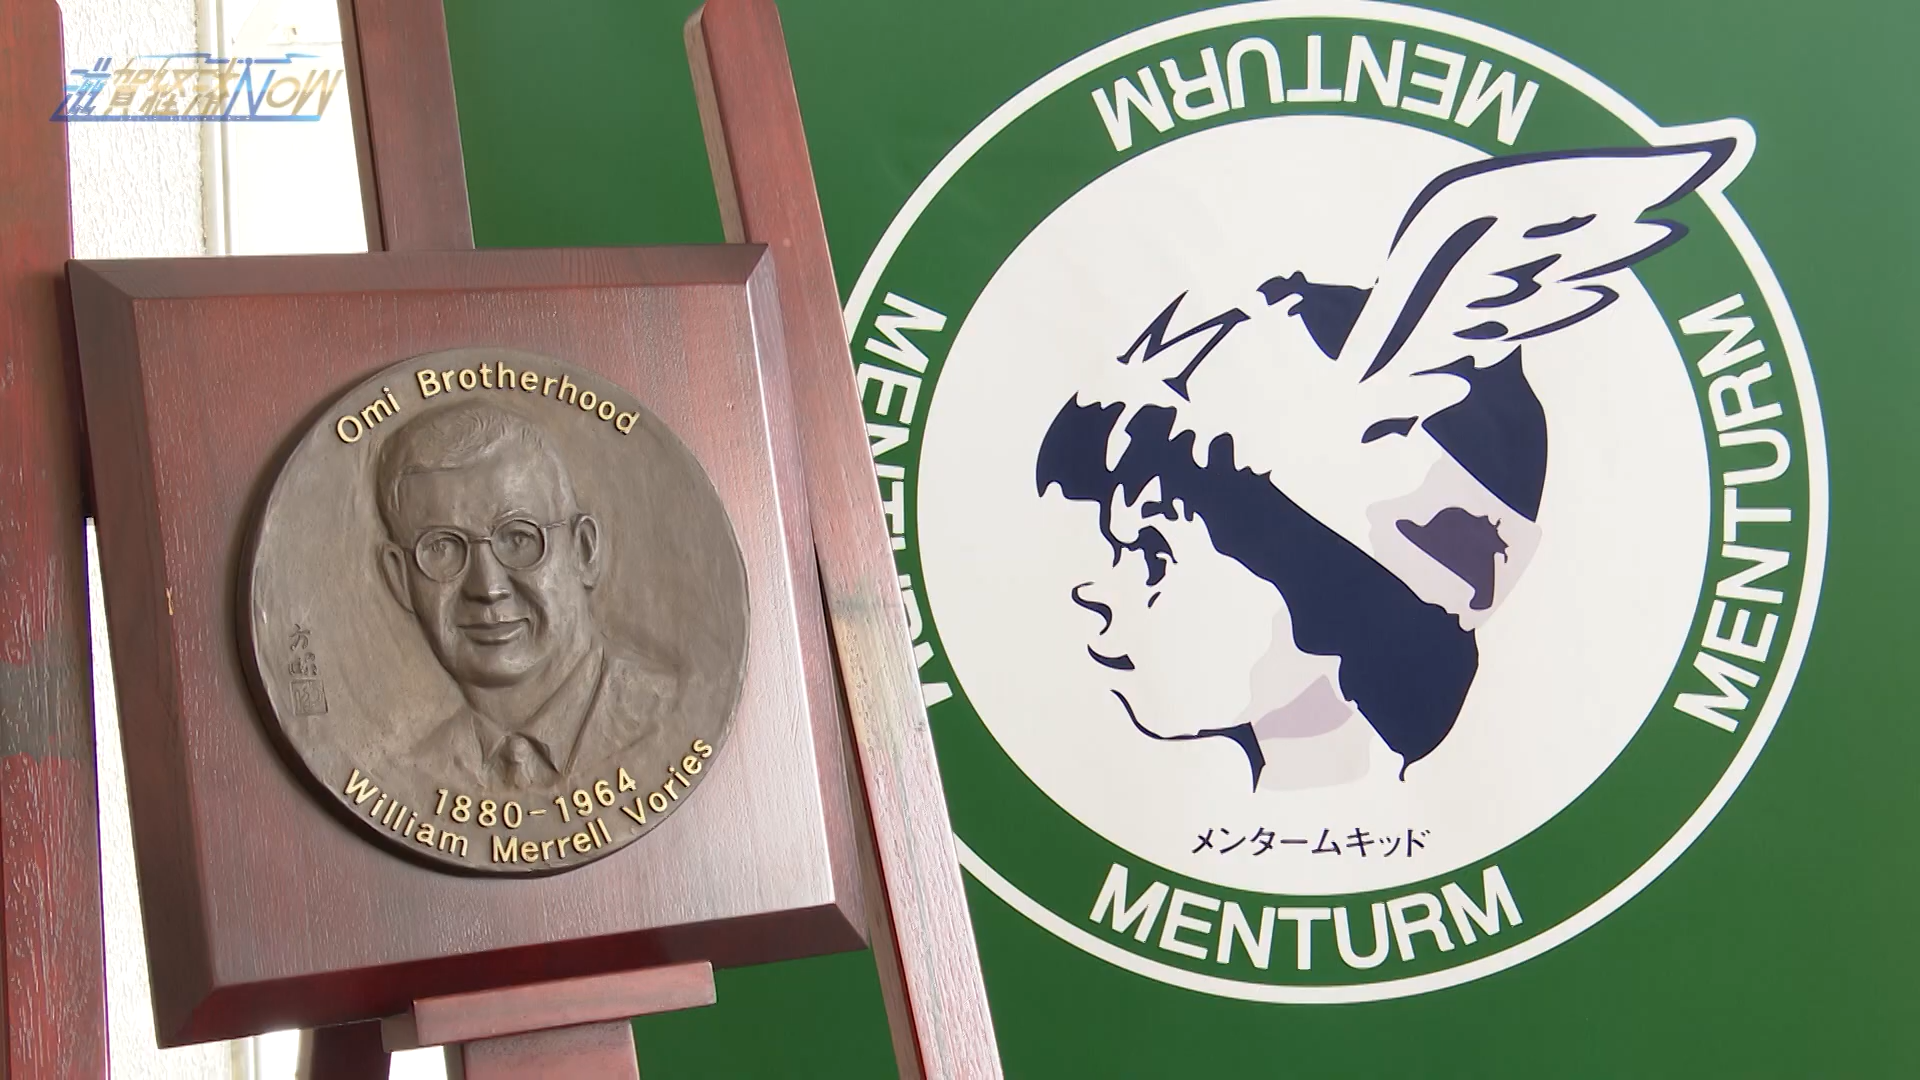 滋賀経済NOW
Omi Brotherhood
1880-1964
William Merrell Vories
MENTURM
MENTURM
MENTURM
メンタームキッド
MENTURM